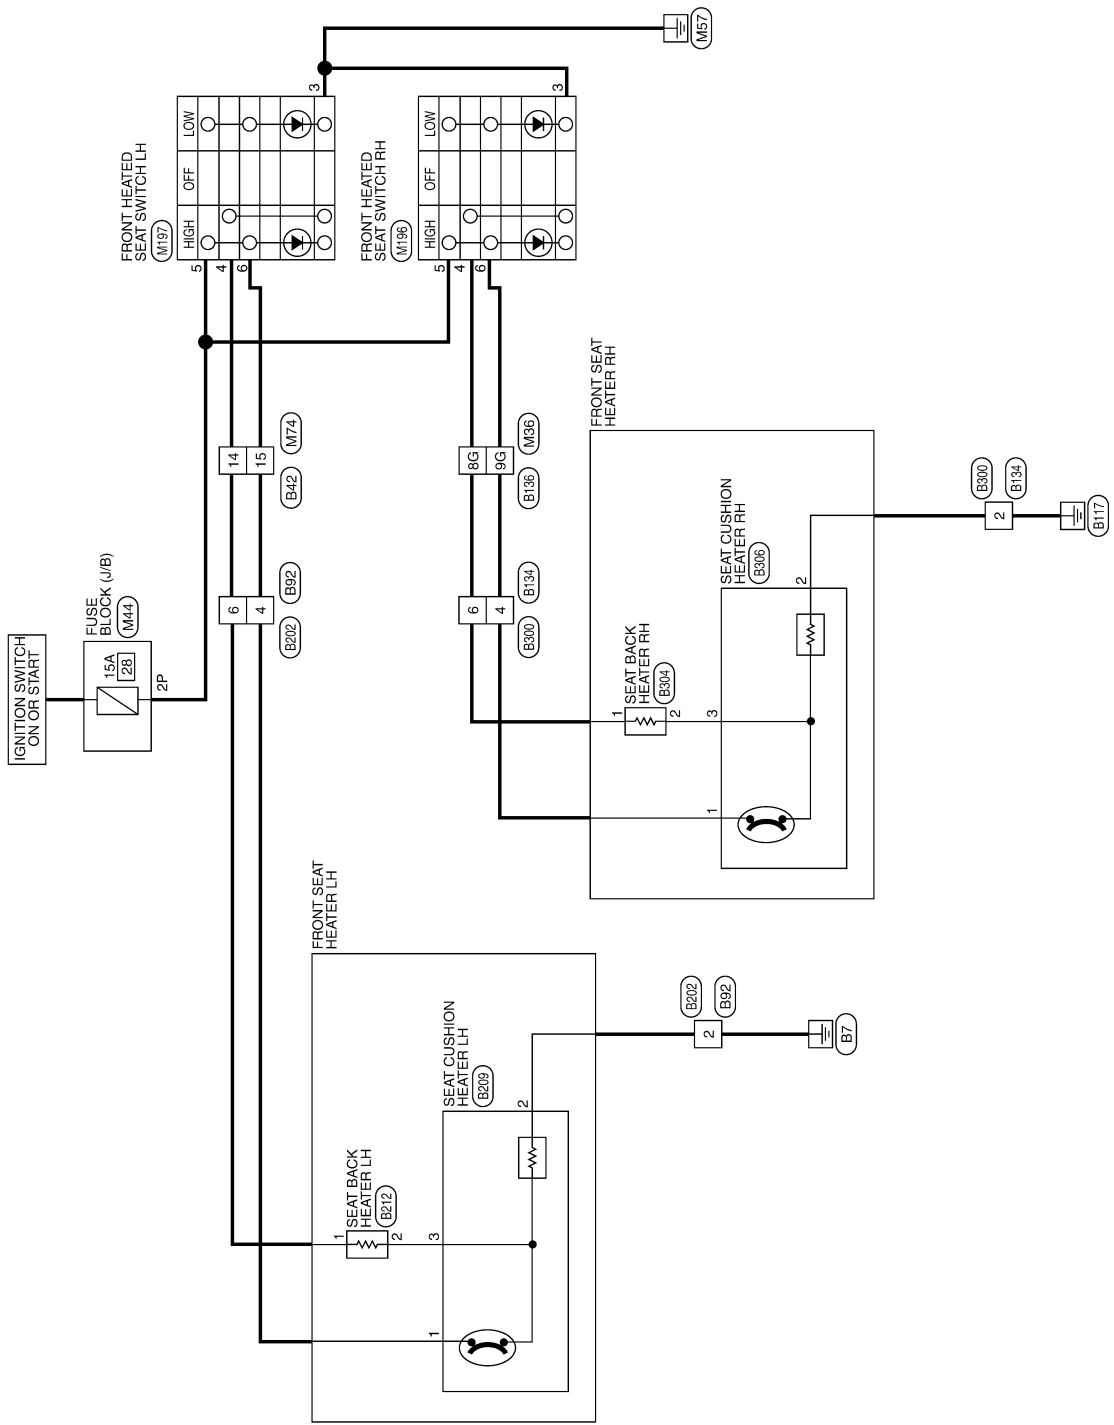 IGNITION SWITCH
ON OR START
FUSE
BLOCK (J/B)
M44
15A
28
2P
FRONT HEATED
SEAT SWITCH LH
M197
HIGH
OFF
LOW
5
4
6
3
FRONT HEATED
SEAT SWITCH RH
M196
HIGH
OFF
LOW
5
4
6
3
M57
14
15
M74
B42
8G
9G
M36
B136
6
4
B92
B202
6
4
B134
B300
FRONT SEAT
HEATER LH
SEAT BACK
HEATER LH
B212
1
2
SEAT CUSHION
HEATER LH
B209
3
1
2
B202
B92
2
B7
FRONT SEAT
HEATER RH
SEAT BACK
HEATER RH
B304
1
2
SEAT CUSHION
HEATER RH
B306
3
1
2
B300
B134
2
B117